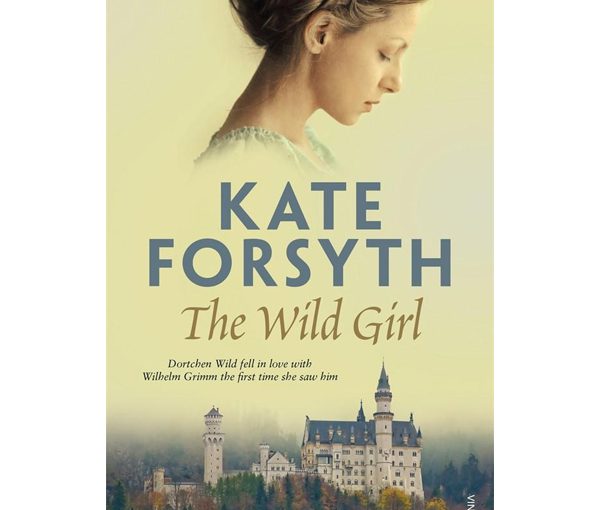 KATE
FORSYTH
The Wild Girl
Dortchen Wild fell in love with
Wilhelm Grimm the first time she saw him
VIN